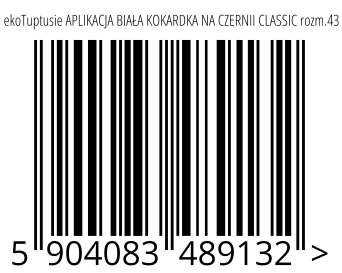 ekoTuptusie APLIKACJA BIAŁA KOKARDKA NA CZERNII CLASSIC rozm.43
5 904083 489132 >